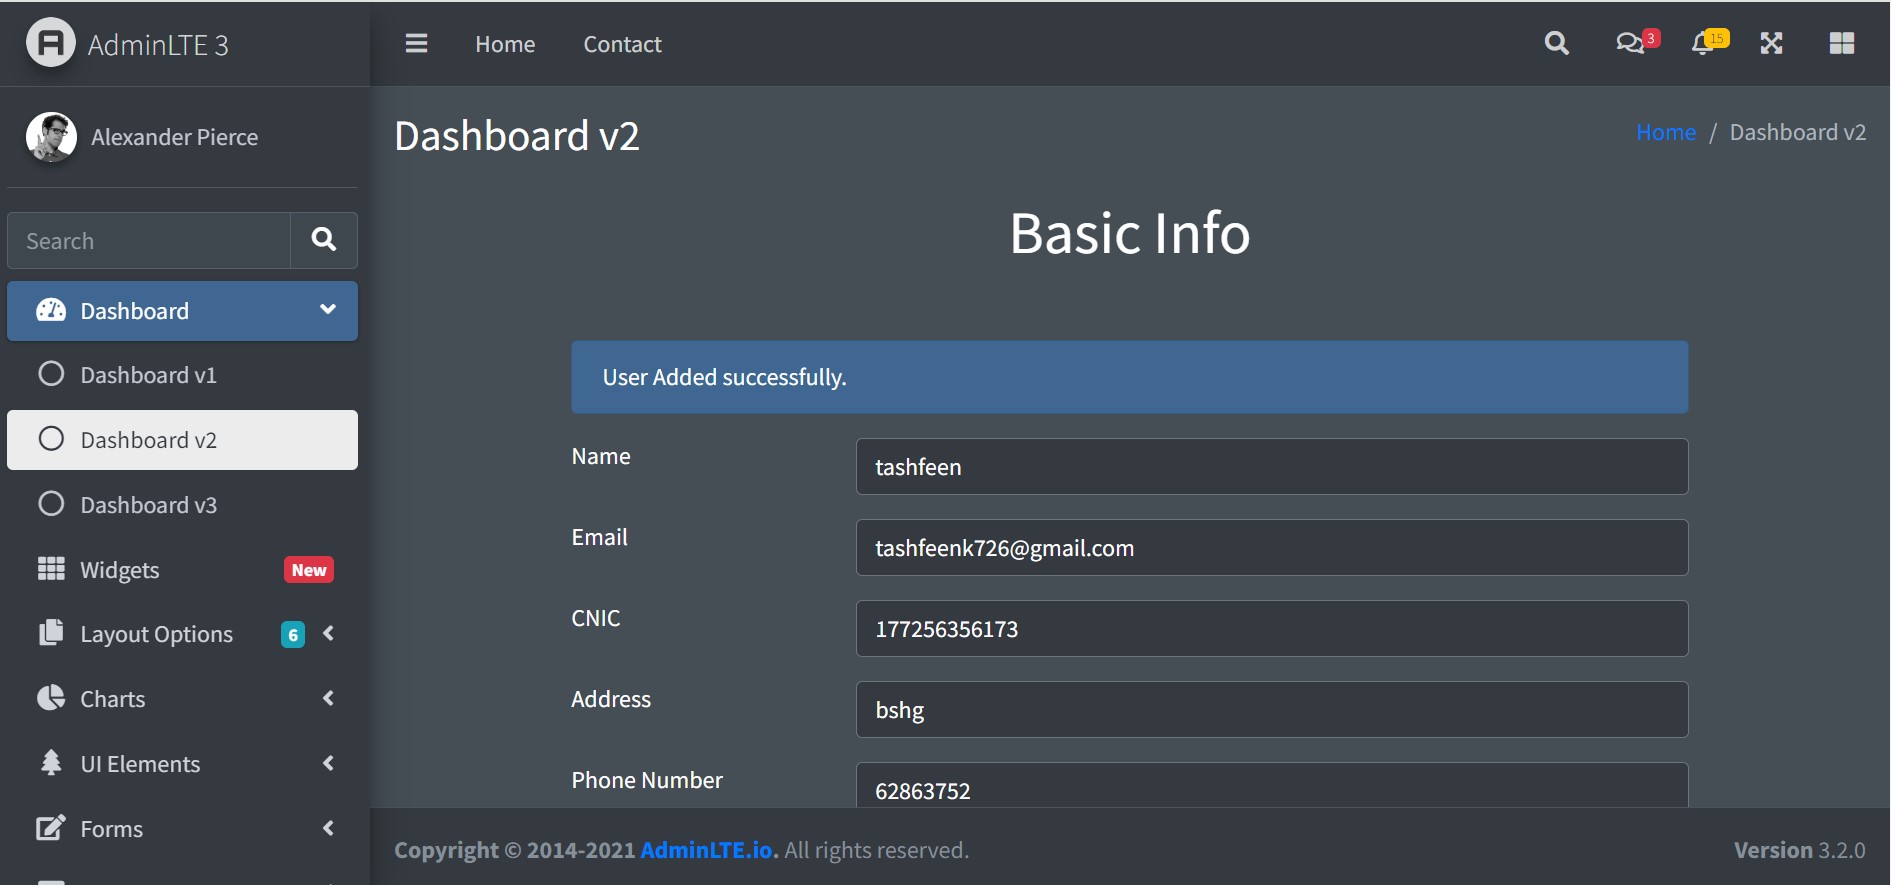 AdminLTE 3
Home
Contact
3
15
Alexander Pierce
Search
Dashboard
Dashboard v1
Dashboard v2
Dashboard v3
Widgets
New
Layout Options
6
Charts
UI Elements
Forms
Dashboard v2
Home / Dashboard v2
Basic Info
User Added successfully.
Name
tashfeen
Email
tashfeenk726@gmail.com
CNIC
177256356173
Address
bshg
Phone Number
62863752
Copyright © 2014-2021 AdminLTE.io. All rights reserved.
Version 3.2.0